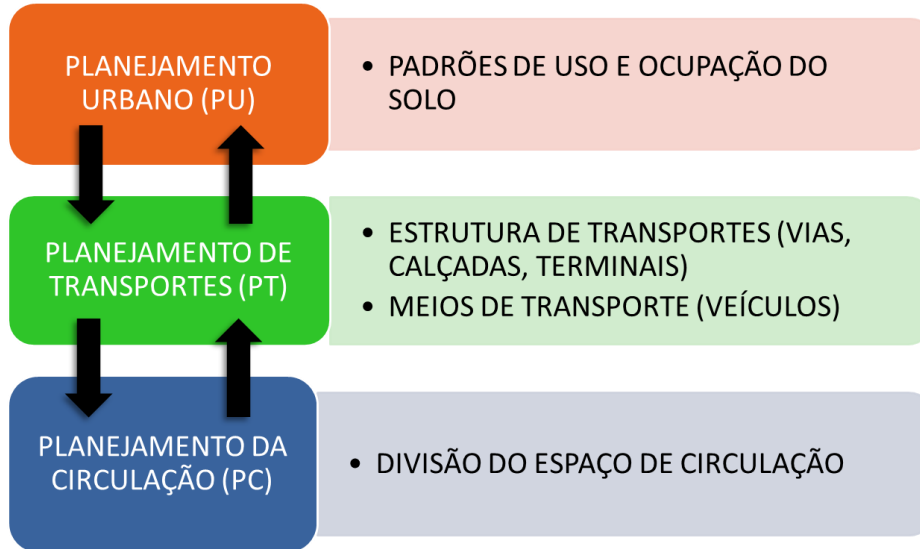 PLANEJAMENTO
URBANO (PU)
• PADRÕES DE USO E OCUPAÇÃO DO
SOLO
PLANEJAMENTO DE
TRANSPORTES (PT)
• ESTRUTURA DE TRANSPORTES (VIAS,
CALÇADAS, TERMINAIS)
• MEIOS DE TRANSPORTE (VEÍCULOS)
PLANEJAMENTO DA
CIRCULAÇÃO (PC)
• DIVISÃO DO ESPAÇO DE CIRCULAÇÃO